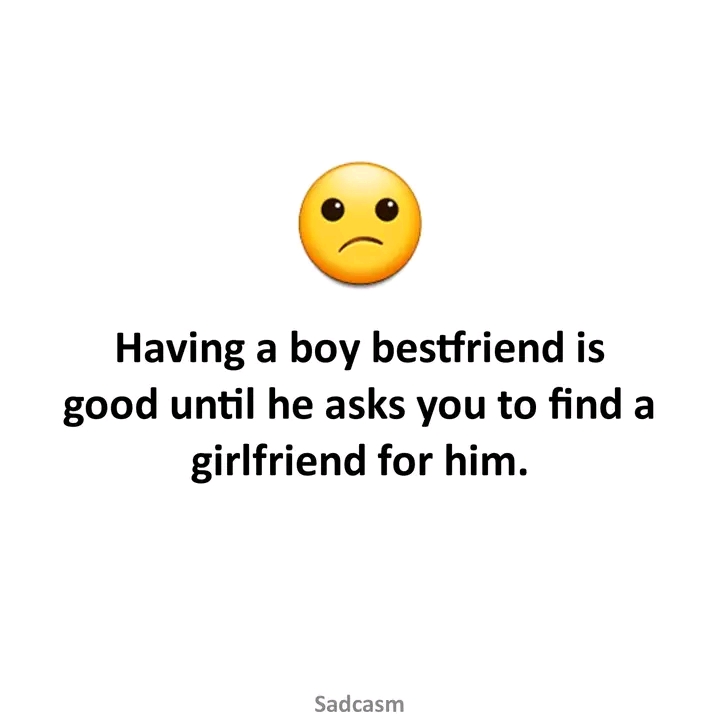 Having a boy bestfriend is
good until he asks you to find a
girlfriend for him.
Sadcasm